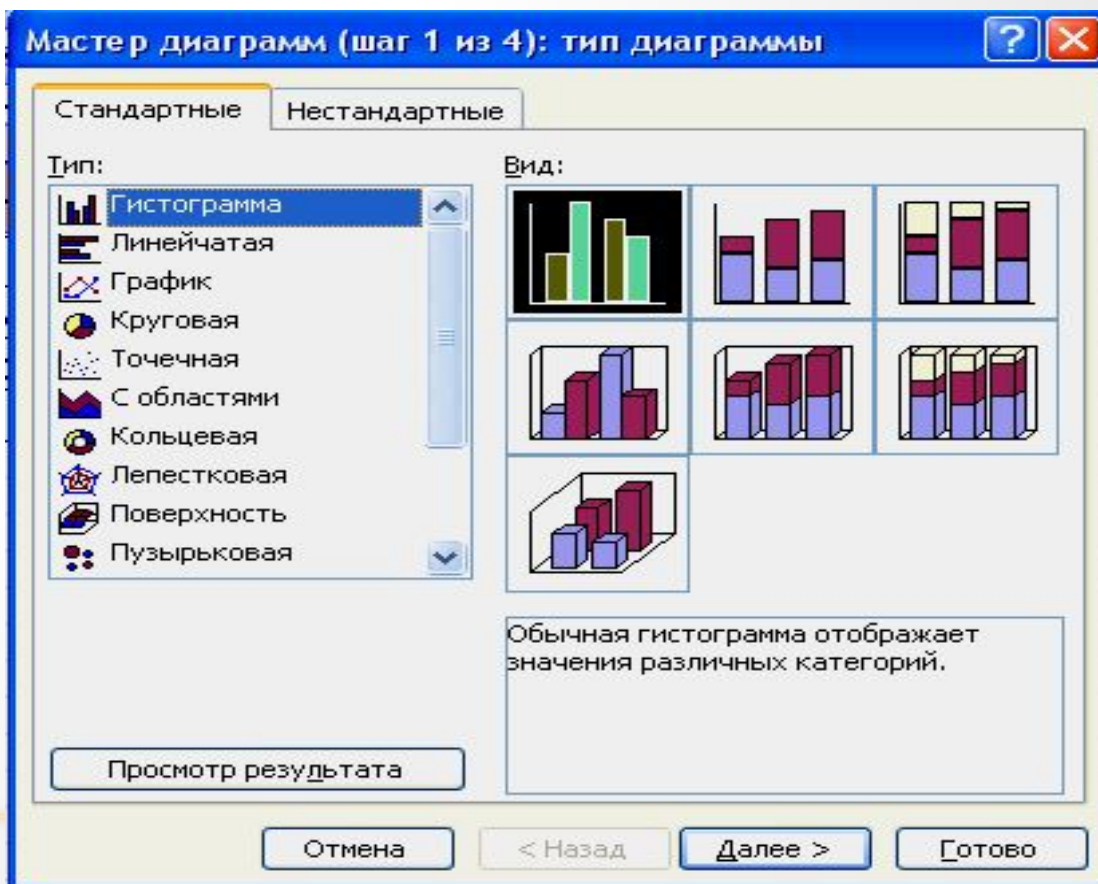 Мастер диаграмм (шаг 1 из 4): тип диаграммы
Стандартные
Нестандартные
Тип:
Гистограмма
Линейчатая
График
Круговая
Точечная
С областями
Кольцевая
Лепестковая
Поверхность
Пузырьковая
Вид:
Обычная гистограмма отображает
значения различных категорий.
Просмотр результата
Отмена
< Назад
Далее >
Готово